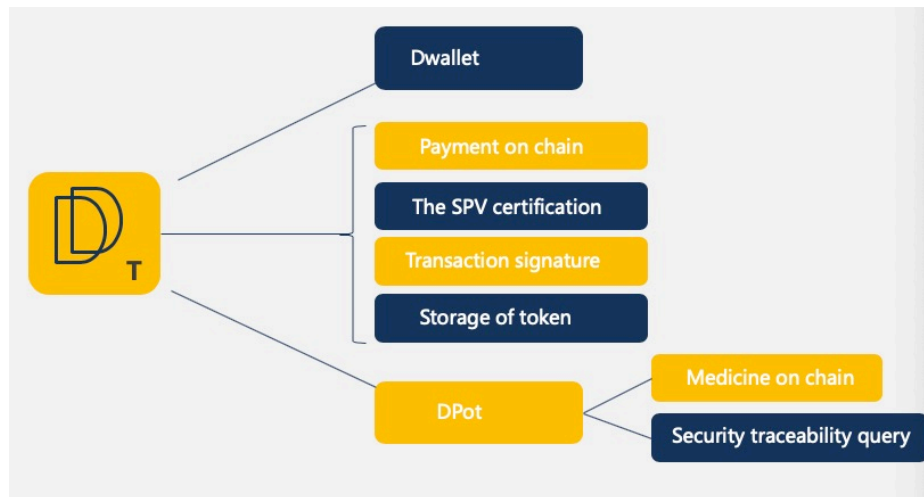 Dwallet
Payment on chain
The SPV certification
DD
T
Transaction signature
Storage of token
Medicine on chain
DPot
Security traceability query